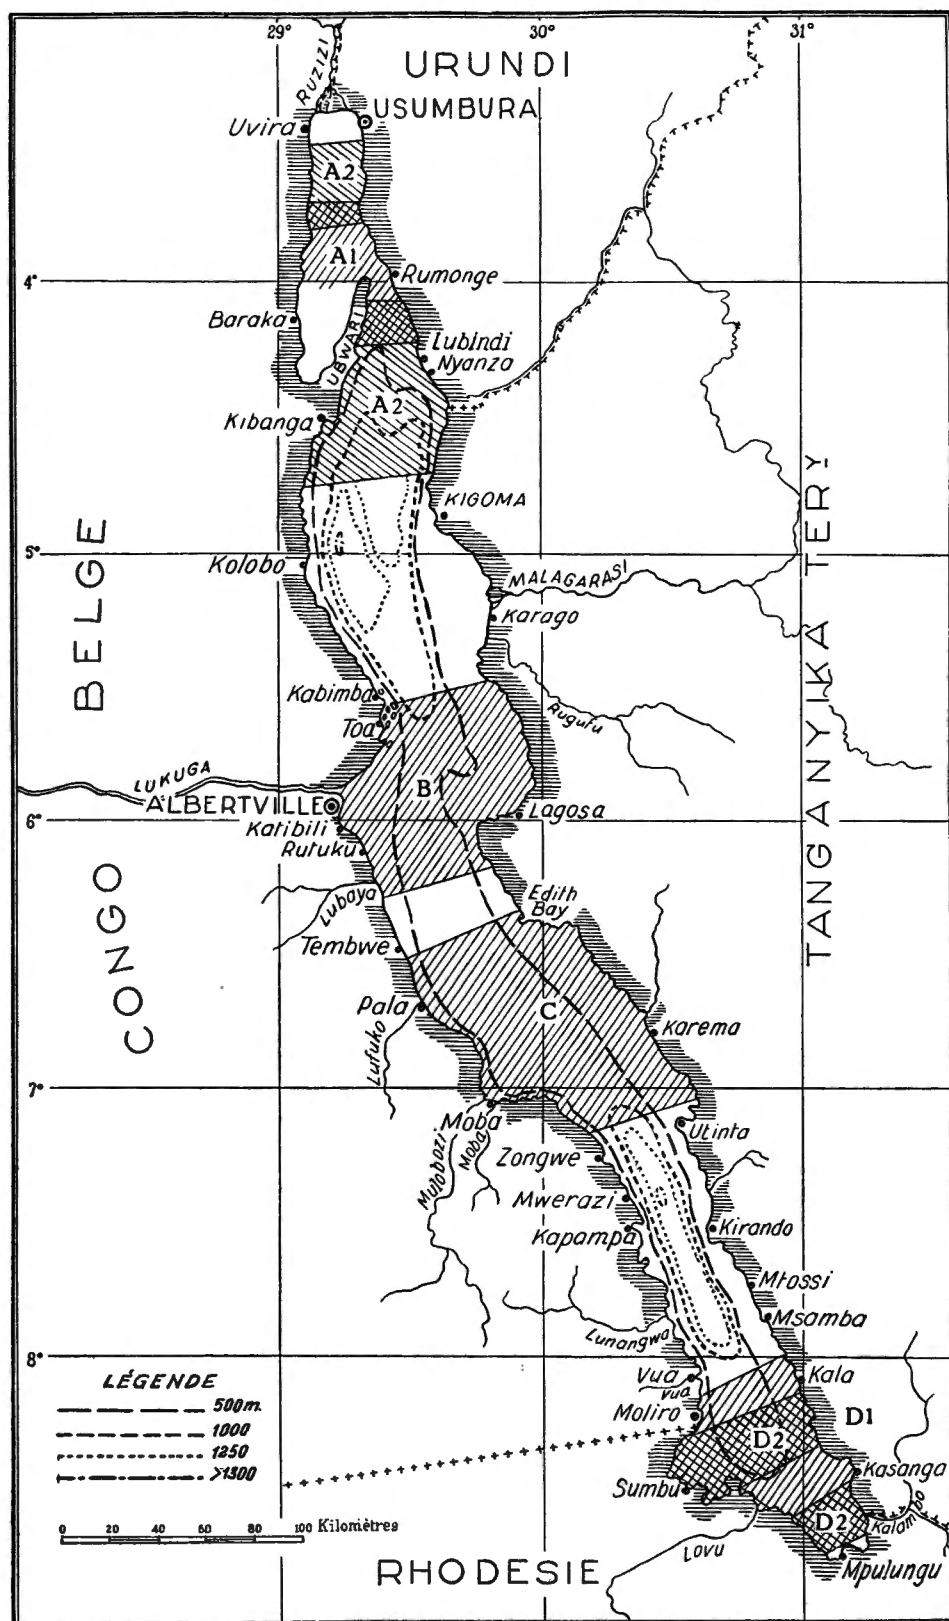 29° 30° 31°
RUZIZI
URUNDI
USUMBURA
Uvira
A2
A1
4°
Rumonge
Baraka
UBWARI
Lubindi
Nyanza
A2
Kibanga
KIGOMA
5°
Kolobo
MALAGARASI
Karago
Kabimba
Toa
Rugufu
BELGE
TANGANYIKA TERY
LUKUGA
ALBERTVILLE
B
Lagosa
6°
Katibili
Rutuku
Lubaya
Edith
Bay
Tembwe
CONGO
Pala
C
Karema
Lufuko
7°
Moba
Utinta
Mulobozi
Moba
Zongwe
Mwerazi
Kapampa
Kirando
Mtossi
Msamba
Lunangwa
8°
Vua
Vua
Kala
Moliro
D1
D2
Sumbu
Kasanga
D2
Kalambo
Lovu
Mpulungu
RHODESIE
LÉGENDE
500m.
1000
1250
>1300
0 20 40 60 80 100 Kilomètres